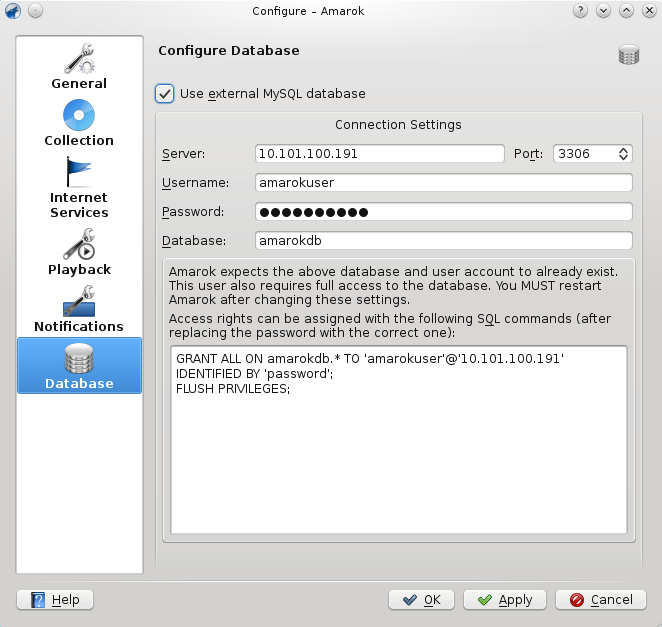 Configure – Amarok
General
Collection
Internet
Services
Playback
Notifications
Database
Configure Database
Use external MySQL database
Connection Settings
Server: 10.101.100.191 Port: 3306
Username: amarokuser
Password: ●●●●●●●●●●
Database: amarokdb
Amarok expects the above database and user account to already exist.
This user also requires full access to the database. You MUST restart
Amarok after changing these settings.
Access rights can be assigned with the following SQL commands (after
replacing the password with the correct one):
GRANT ALL ON amarokdb.* TO 'amarokuser'@'10.101.100.191'
IDENTIFIED BY 'password';
FLUSH PRIVILEGES;
Help OK Apply Cancel